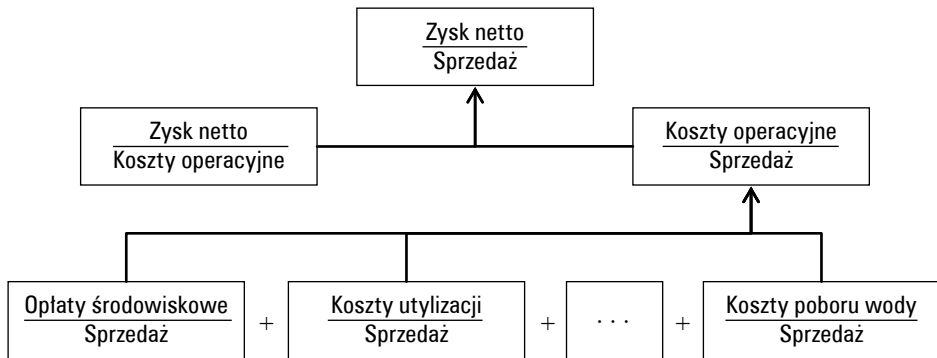 Zysk netto
Sprzedaż
Zysk netto
Koszty operacyjne
Koszty operacyjne
Sprzedaż
Opłaty środowiskowe
Sprzedaż
+
Koszty utylizacji
Sprzedaż
+
· · ·
+
Koszty poboru wody
Sprzedaż